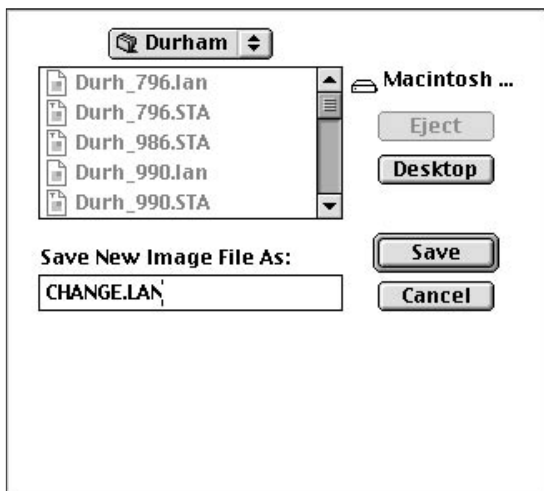 Durham
Durh_796.lan
Macintosh ...
Durh_796.STA
Eject
Durh_986.STA
Durh_990.lan
Desktop
Durh_990.STA
Save New Image File As:
Save
CHANGE.LAN
Cancel